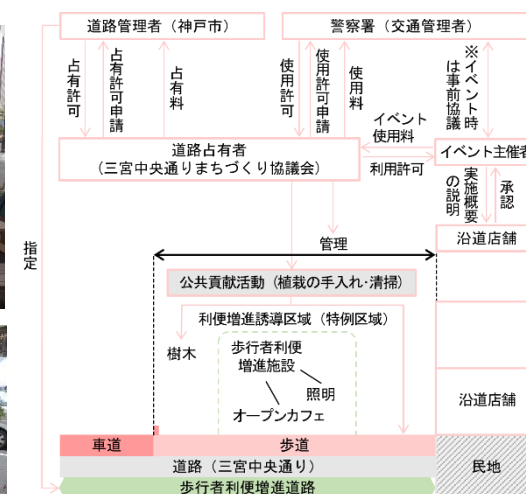 道路管理者（神戸市）
警察署（交通管理者）
占有許可
占有許可申請
占有料
使用許可
使用許可申請
使用料
※イベント時
は事前協議
イベント
使用料
道路占有者
（三宮中央通りまちづくり協議会）
利用許可
イベント主催者
実施概要
の説明
承認
指定
管理
沿道店舗
公共貢献活動（植栽の手入れ・清掃）
利便増進誘導区域（特例区域）
樹木
歩行者利便
増進施設
照明
オープンカフェ
沿道店舗
車道
歩道
道路（三宮中央通り）
民地
歩行者利便増進道路